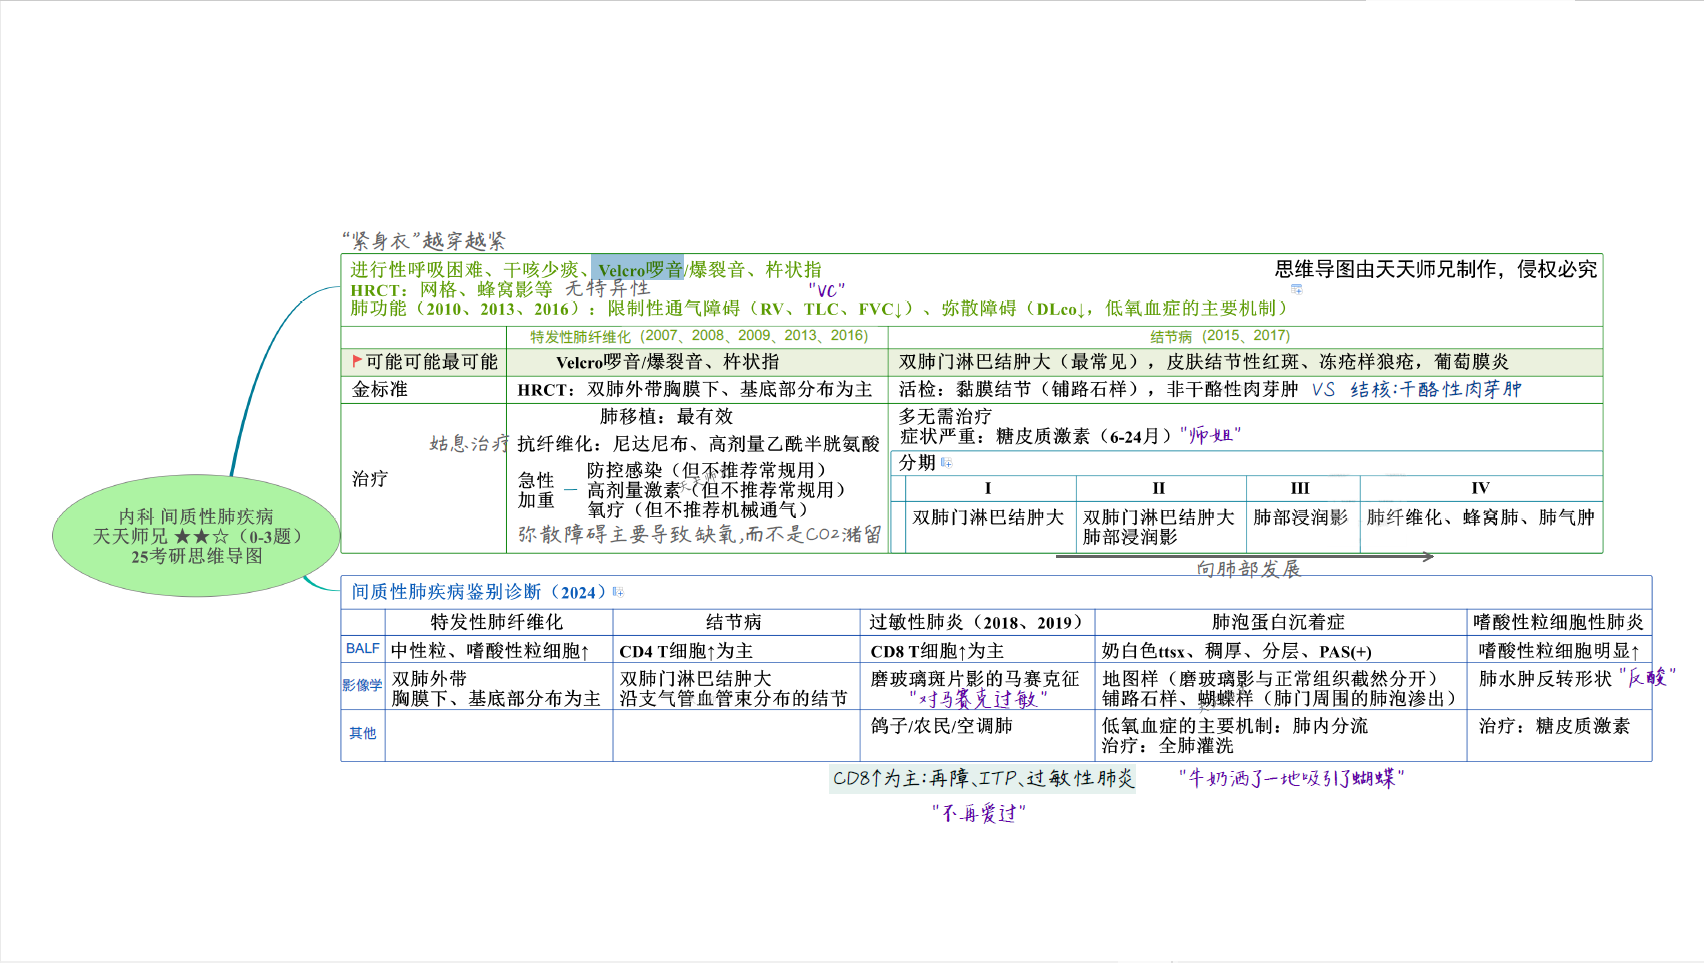 "紧身衣"越穿越紧
进行性呼吸困难、干咳少痰、Velcro啰音/爆裂音、杵状指
思维导图由天天师兄制作，侵权必究
HRCT：网格、蜂窝影等 无特异性
"VC"
肺功能（2010、2013、2016）：限制性通气障碍（RV、TLC、FVC↓）、弥散障碍（DLco↓，低氧血症的主要机制）
特发性肺纤维化（2007、2008、2009、2013、2016）
结节病（2015、2017）
可能可能最可能
Velcro啰音/爆裂音、杵状指
双肺门淋巴结肿大（最常见），皮肤结节性红斑、冻疮样狼疮，葡萄膜炎
金标准
HRCT：双肺外带胸膜下、基底部分布为主
活检：黏膜结节（铺路石样），非干酪性肉芽肿 VS 结核:干酪性肉芽肿
治疗
肺移植：最有效
姑息治疗
抗纤维化：尼达尼布、高剂量乙酰半胱氨酸
急性
加重
防控感染（但不推荐常规用）
高剂量激素（但不推荐常规用）
氧疗（但不推荐机械通气）
弥散障碍主要导致缺氧,而不是CO2潴留
多无需治疗
症状严重：糖皮质激素（6-24月）"师姐"
分期
I
II
III
IV
双肺门淋巴结肿大
双肺门淋巴结肿大
肺部浸润影
肺部浸润影
肺纤维化、蜂窝肺、肺气肿
向肺部发展
内科 间质性肺疾病
天天师兄 ★★☆（0-3题）
25考研思维导图
间质性肺疾病鉴别诊断（2024）
特发性肺纤维化
结节病
过敏性肺炎（2018、2019）
肺泡蛋白沉着症
嗜酸性粒细胞性肺炎
BALF
中性粒、嗜酸性粒细胞↑
CD4 T细胞↑为主
CD8 T细胞↑为主
奶白色ttsx、稠厚、分层、PAS(+)
嗜酸性粒细胞明显↑
影像学
双肺外带
胸膜下、基底部分布为主
双肺门淋巴结肿大
沿支气管血管束分布的结节
磨玻璃斑片影的马赛克征
"对马赛克过敏"
地图样（磨玻璃影与正常组织截然分开）
铺路石样、蝴蝶样（肺门周围的肺泡渗出）
肺水肿反转形状 "反酸"
其他
鸽子/农民/空调肺
低氧血症的主要机制：肺内分流
治疗：全肺灌洗
治疗：糖皮质激素
CD8↑为主:再障、ITP、过敏性肺炎
"不再爱过"
"牛奶洒了一地吸引了蝴蝶"